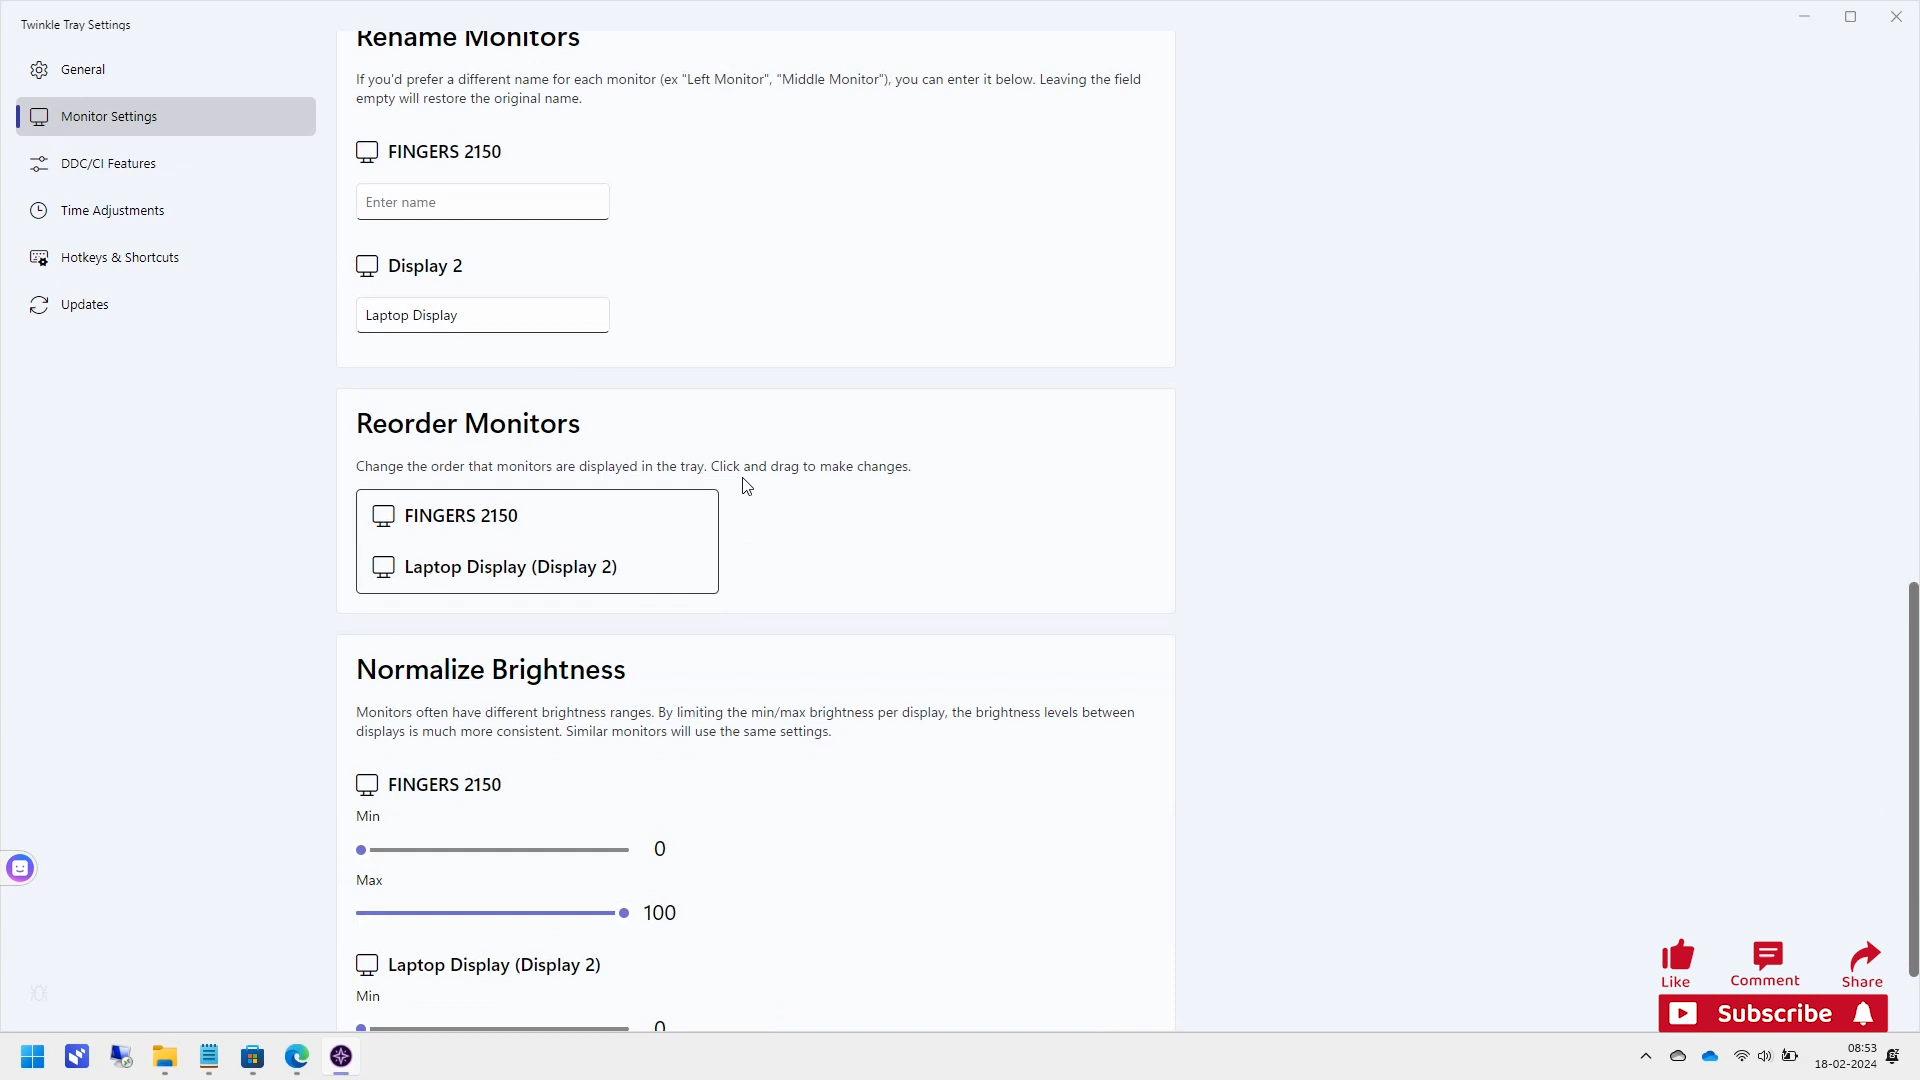 Twinkle Tray Settings
General
Monitor Settings
DDC/CI Features
Time Adjustments
Hotkeys & Shortcuts
Updates
Rename Monitors
If you'd prefer a different name for each monitor (ex "Left Monitor", "Middle Monitor"), you can enter it below. Leaving the field
empty will restore the original name.
FINGERS 2150
Enter name
Display 2
Laptop Display
Reorder Monitors
Change the order that monitors are displayed in the tray. Click and drag to make changes.
FINGERS 2150
Laptop Display (Display 2)
Normalize Brightness
Monitors often have different brightness ranges. By limiting the min/max brightness per display, the brightness levels between
displays is much more consistent. Similar monitors will use the same settings.
FINGERS 2150
Min
0
Max
100
Laptop Display (Display 2)
Min
0
Like
Comment
Share
Subscribe
08:53
18-02-2024